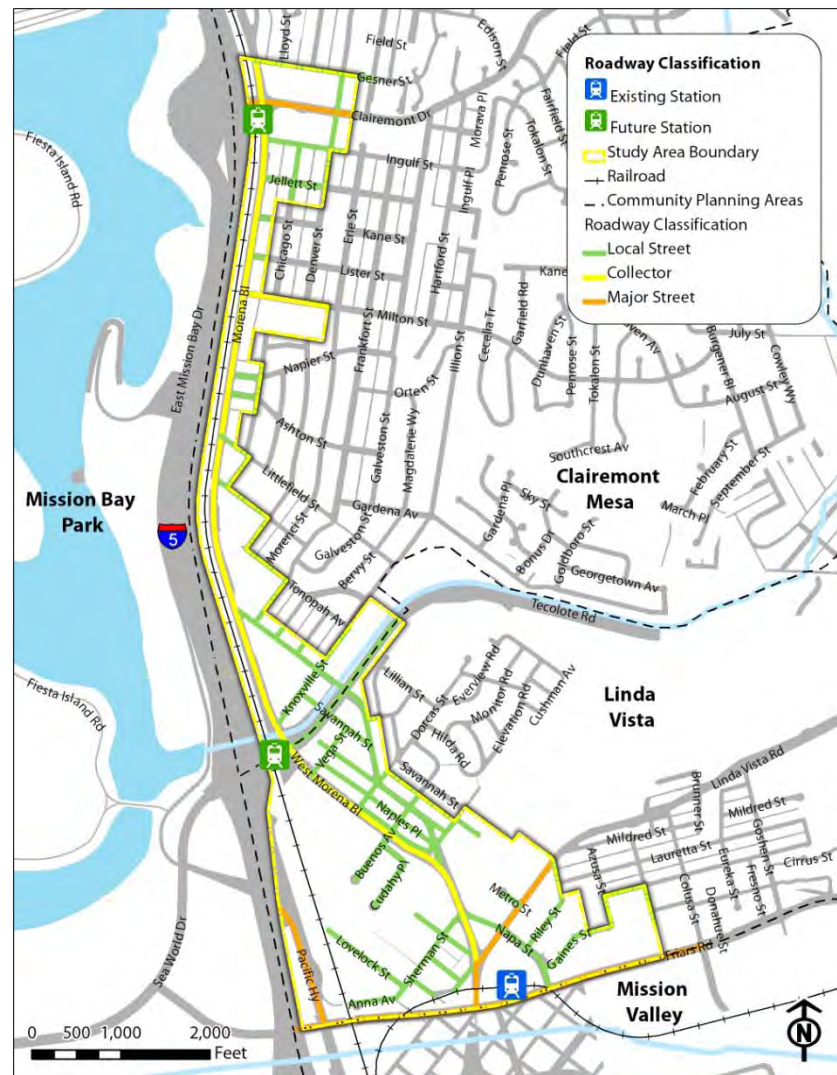 Lloyd St
Field St
Edison St
Field St
Gesner St
Clairemont Dr
Morava Pl
Penrose St
Tokalon St
Fairfield St
Fiesta Island Rd
Ingulf St
Ingulf Pl
Jellett St
Chicago St
Denver St
Erie St
Kane St
Hartford St
Lister St
Morena Bl
Milton St
East Mission Bay Dr
Napier St
Frankfort St
Illion St
Cecelia Tr
Garfield Rd
Dunhaven St
Penrose St
Tokalon St
Burgener Bl
July St
Cowley Wy
August St
Orten St
Ashton St
Galveston St
Magdalene Wy
Southcrest Av
February St
September St
Littlefield St
Clairemont
Mesa
Mission Bay
Park
5
Morenci St
Galveston St
Gardena Av
Gardena Pl
Sky St
Bonus Dr
Goldboro St
March Pl
Bervy St
Georgetown Av
Tonopah Av
Tecolote Rd
Knoxville St
Savannah St
Lillian St
Dorcas St
Everview Rd
Monitor Rd
Elevation Rd
Cushman Av
Hilda Rd
Linda
Vista
Fiesta Island Rd
Vega St
West Morena Bl
Savannah St
Naples Pl
Buenos Av
Cudahy Pl
Linda Vista Rd
Brunner St
Mildred St
Mildred St
Lauretta St
Goshen St
Cirrus St
Azusa St
Colusa St
Donahue St
Eureka St
Fresno St
Metro St
Napa St
Riley St
Gaines St
Sherman St
Lovelock St
Sea World Dr
Pacific Hy
Anna Av
Friars Rd
Mission
Valley
0 500 1,000 2,000
Feet
N
Roadway Classification
Existing Station
Future Station
Study Area Boundary
Railroad
Community Planning Areas
Roadway Classification
Local Street
Collector
Major Street